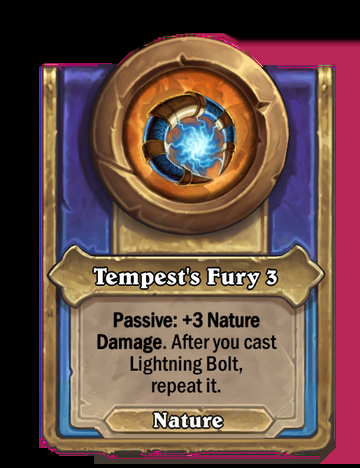 Tempest's Fury 3
Passive: +3 Nature
Damage. After you cast
Lightning Bolt,
repeat it.
Nature